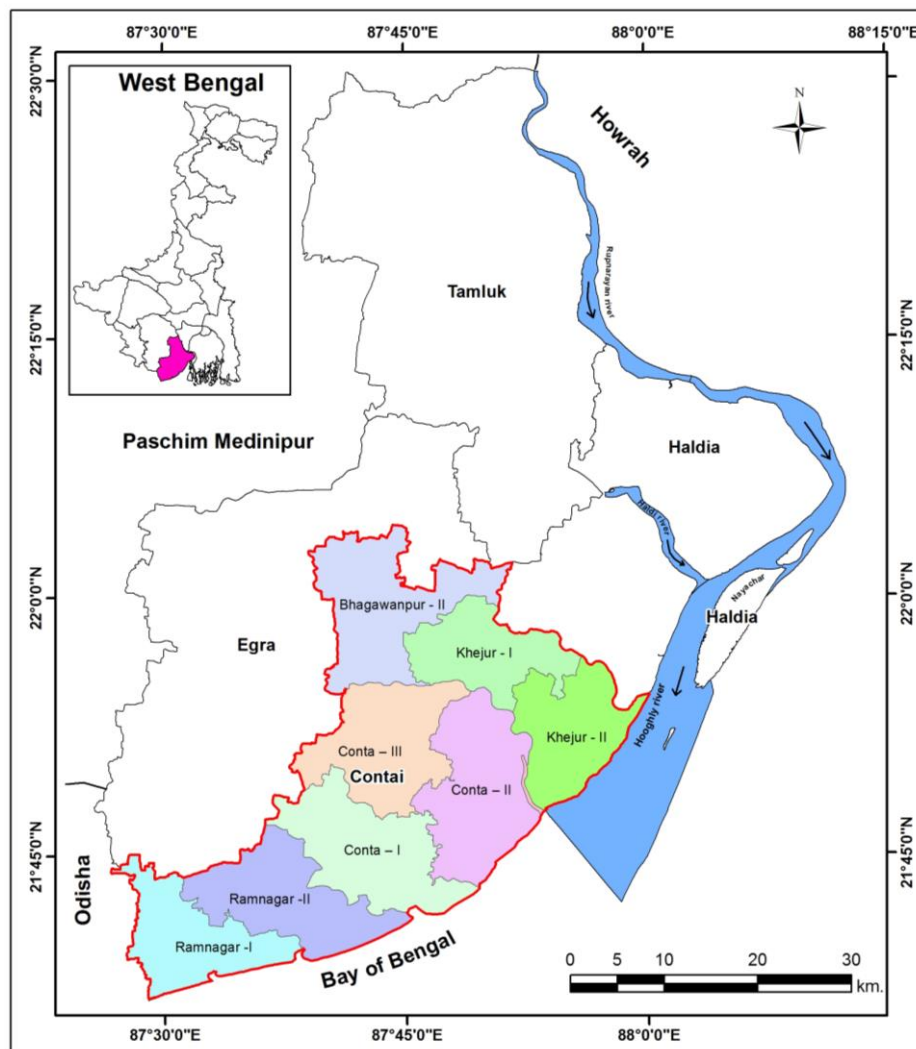 87°30'0"E
87°45'0"E
88°0'0"E
88°15'0"E
22°30'0"N
22°15'0"N
22°0'0"N
21°45'0"N
West Bengal
N
Howrah
Rupnarayan river
Tamluk
Paschim Medinipur
Haldia
Haldi river
Nayachar
Haldia
Bhagawanpur - II
Egra
Khejur - I
Hooghly river
Khejur - II
Conta – III
Contai
Conta – II
Conta – I
Odisha
Ramnagar-II
Ramnagar -I
Bay of Bengal
0 5 10 20 30
km.
22°30'0"N
22°15'0"N
22°0'0"N
21°45'0"N
87°30'0"E
87°45'0"E
88°0'0"E